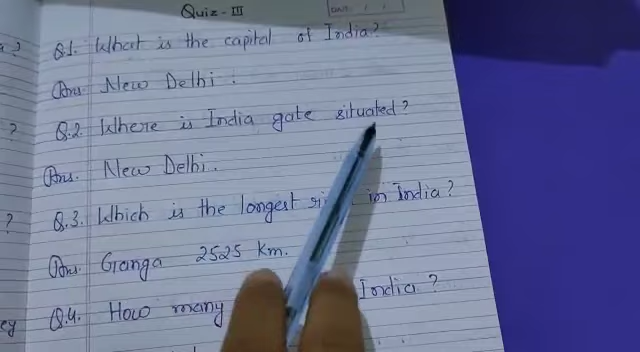 Quiz - III
Q.1. What is the capital of India?
Ans. New Delhi.
Q.2. Where is India gate situated?
Ans. New Delhi.
Q.3. Which is the longest in India?
Ans. Ganga 2525 Km.
Q.4. How many India?